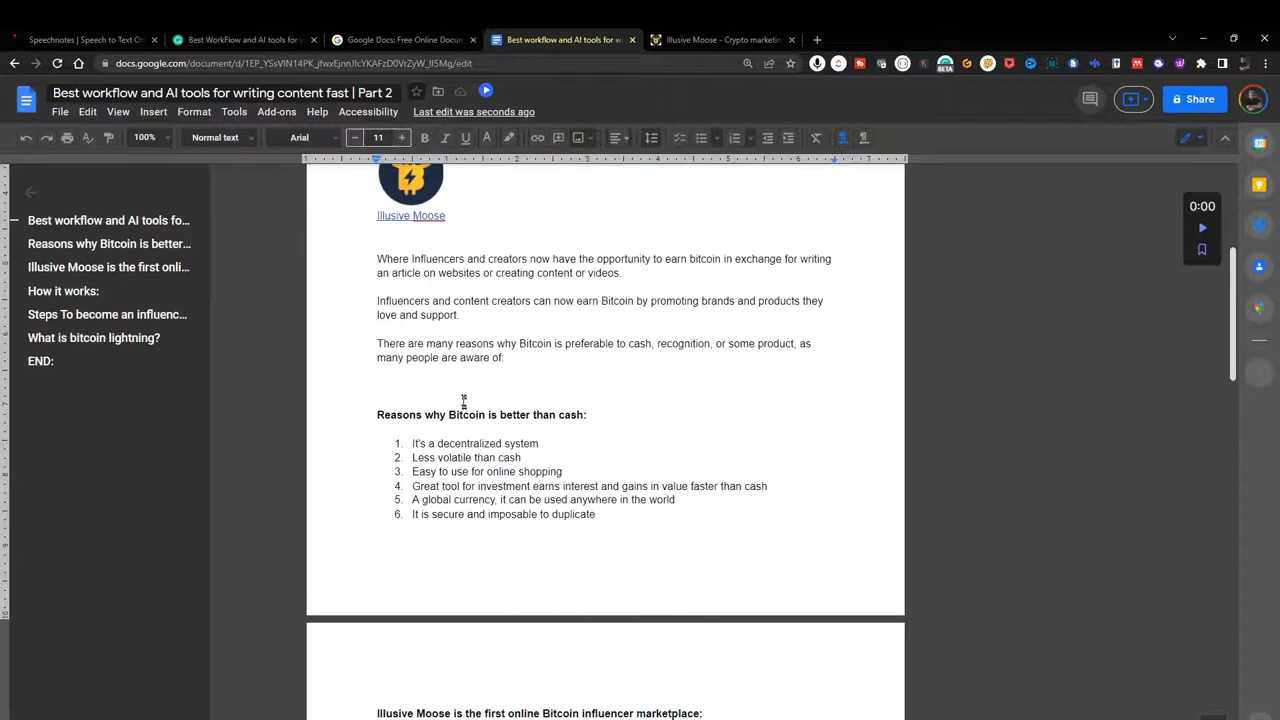 Speechnotes | Speech to Text On
Best WorkFlow and AI tools for w
Google Docs: Free Online Docum
Best workflow and AI tools for w
Illusive Moose - Crypto marketin
docs.google.com/document/d/1EP_YSsVIN14PK_jfwxEjnnJIcYKAFzD0VrZyW_lI5Mg/edit
BETA
Best workflow and AI tools for writing content fast | Part 2
File Edit View Insert Format Tools Add-ons Help Accessibility Last edit was seconds ago
Share
100% Normal text Arial 11
1 1 2 3 4 5 6 7
Best workflow and AI tools fo...
Reasons why Bitcoin is better...
Illusive Moose is the first onli...
How it works:
Steps To become an influenc...
What is bitcoin lightning?
END:
0:00
Illusive Moose
Where Influencers and creators now have the opportunity to earn bitcoin in exchange for writing
an article on websites or creating content or videos.
Influencers and content creators can now earn Bitcoin by promoting brands and products they
love and support.
There are many reasons why Bitcoin is preferable to cash, recognition, or some product, as
many people are aware of:
Reasons why Bitcoin is better than cash:
1. It's a decentralized system
2. Less volatile than cash
3. Easy to use for online shopping
4. Great tool for investment earns interest and gains in value faster than cash
5. A global currency, it can be used anywhere in the world
6. It is secure and imposable to duplicate
Illusive Moose is the first online Bitcoin influencer marketplace: